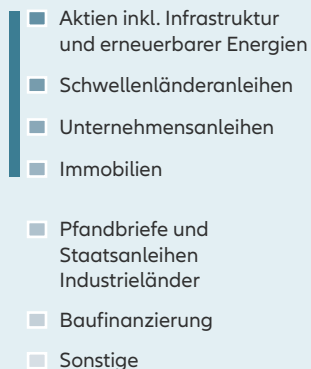 Aktien inkl. Infrastruktur
und erneuerbarer Energien
Schwellenländeranleihen
Unternehmensanleihen
Immobilien
Pfandbriefe und
Staatsanleihen
Industrieländer
Baufinanzierung
Sonstige